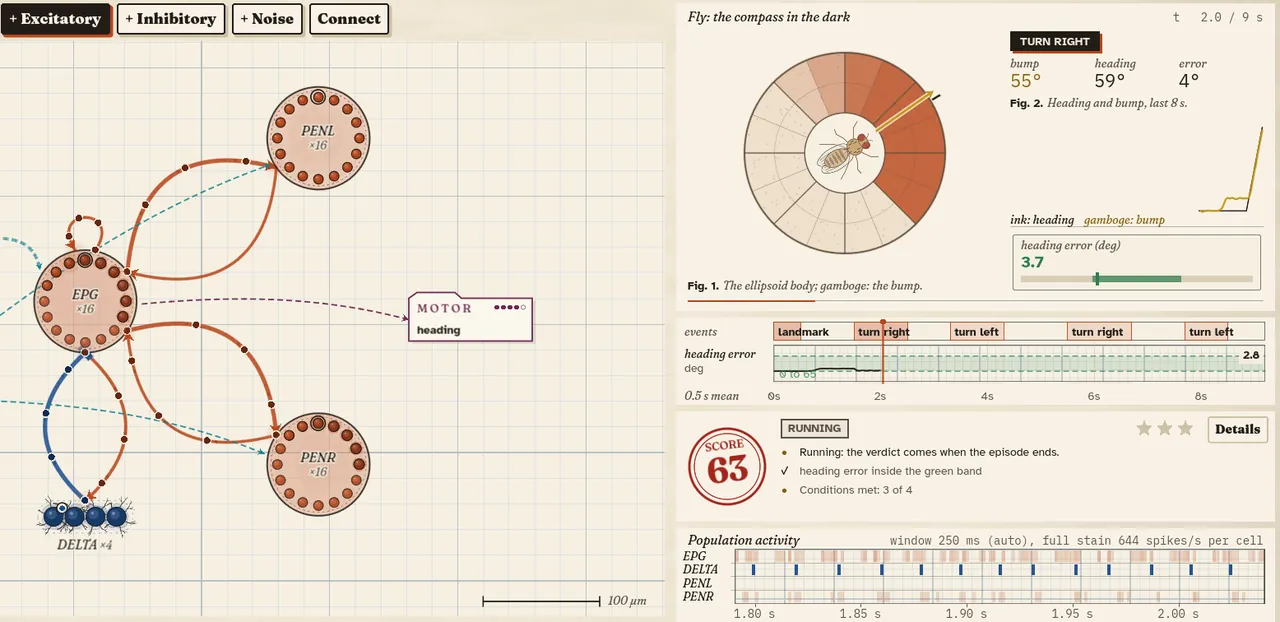 + Excitatory
+ Inhibitory
+ Noise
Connect
PENL
×16
EPG
×16
MOTOR
heading
PENR
×16
DELTA ×4
100 µm
Fly: the compass in the dark
t 2.0 / 9 s
TURN RIGHT
bump heading error
55° 59° 4°
Fig. 2. Heading and bump, last 8 s.
ink: heading gamboge: bump
heading error (deg)
3.7
Fig. 1. The ellipsoid body; gamboge: the bump.
events landmark turn right turn left turn right turn left
heading error
deg
2.8
0 to 65
0.5 s mean 0s 2s 4s 6s 8s
SCORE
63
RUNNING
Details
Running: the verdict comes when the episode ends.
✓ heading error inside the green band
Conditions met: 3 of 4
Population activity window 250 ms (auto), full stain 644 spikes/s per cell
EPG
DELTA
PENL
PENR
1.80 s 1.85 s 1.90 s 1.95 s 2.00 s